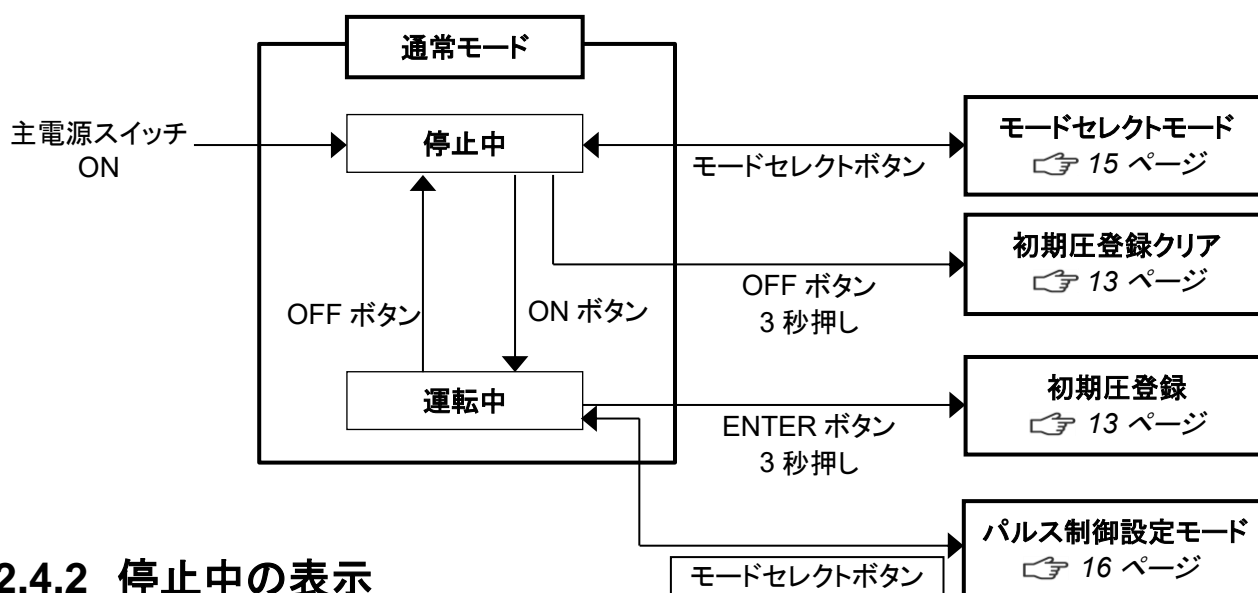 通常モード
主電源スイッチ
ON
停止中
モードセレクトボタン
モードセレクトモード
☞ 15 ページ
OFF ボタン
3 秒押し
初期圧登録クリア
☞ 13 ページ
OFF ボタン
ON ボタン
運転中
ENTER ボタン
3 秒押し
初期圧登録
☞ 13 ページ
モードセレクトボタン
パルス制御設定モード
☞ 16 ページ
2.4.2 停止中の表示